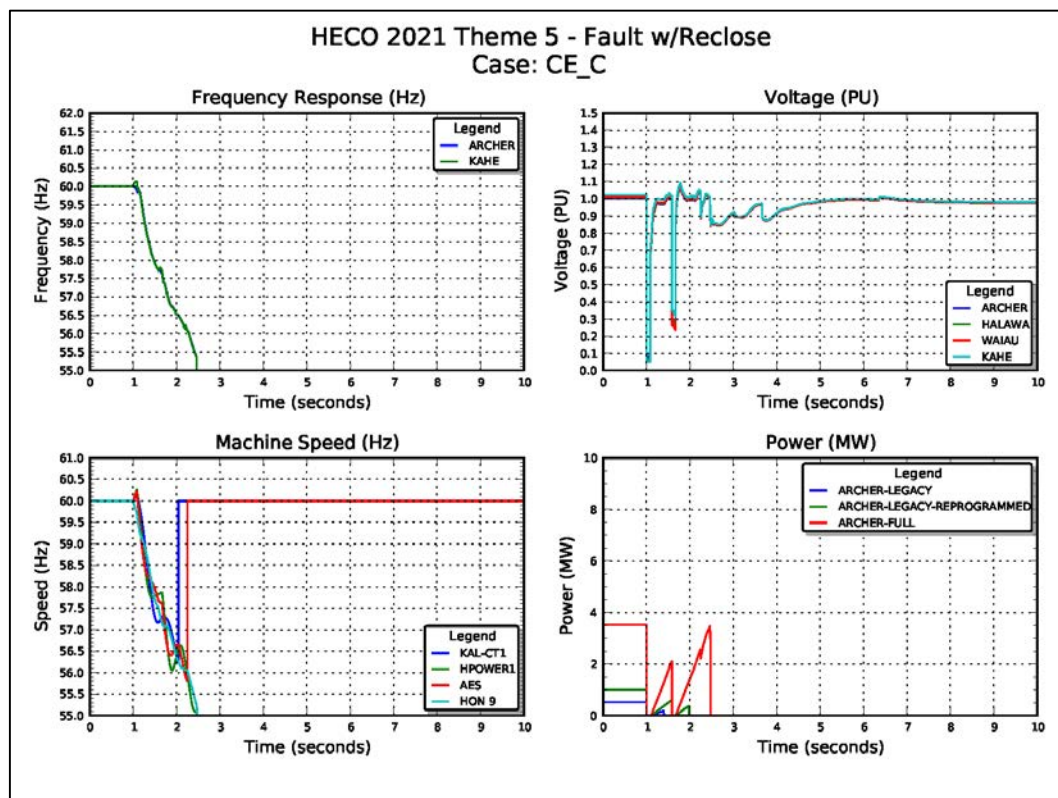 HECO 2021 Theme 5 - Fault w/Reclose
Case: CE_C
Frequency Response (Hz)
62.0
61.5
61.0
60.5
60.0
59.5
59.0
58.5
58.0
57.5
57.0
56.5
56.0
55.5
55.0
Frequency (Hz)
Legend
ARCHER
KAHE
0 1 2 3 4 5 6 7 8 9 10
Time (seconds)
Voltage (PU)
1.5
1.4
1.3
1.2
1.1
1.0
0.9
0.8
0.7
0.6
0.5
0.4
0.3
0.2
0.1
0.0
Voltage (PU)
Legend
ARCHER
HALAWA
WAIAU
KAHE
0 1 2 3 4 5 6 7 8 9 10
Time (seconds)
Machine Speed (Hz)
61.0
60.5
60.0
59.5
59.0
58.5
58.0
57.5
57.0
56.5
56.0
55.5
55.0
Speed (Hz)
Legend
KAL-CT1
HPOWER1
AES
HON 9
0 1 2 3 4 5 6 7 8 9 10
Time (seconds)
Power (MW)
10
8
6
4
2
0
Power (MW)
Legend
ARCHER-LEGACY
ARCHER-LEGACY-REPROGRAMMED
ARCHER-FULL
0 1 2 3 4 5 6 7 8 9 10
Time (seconds)